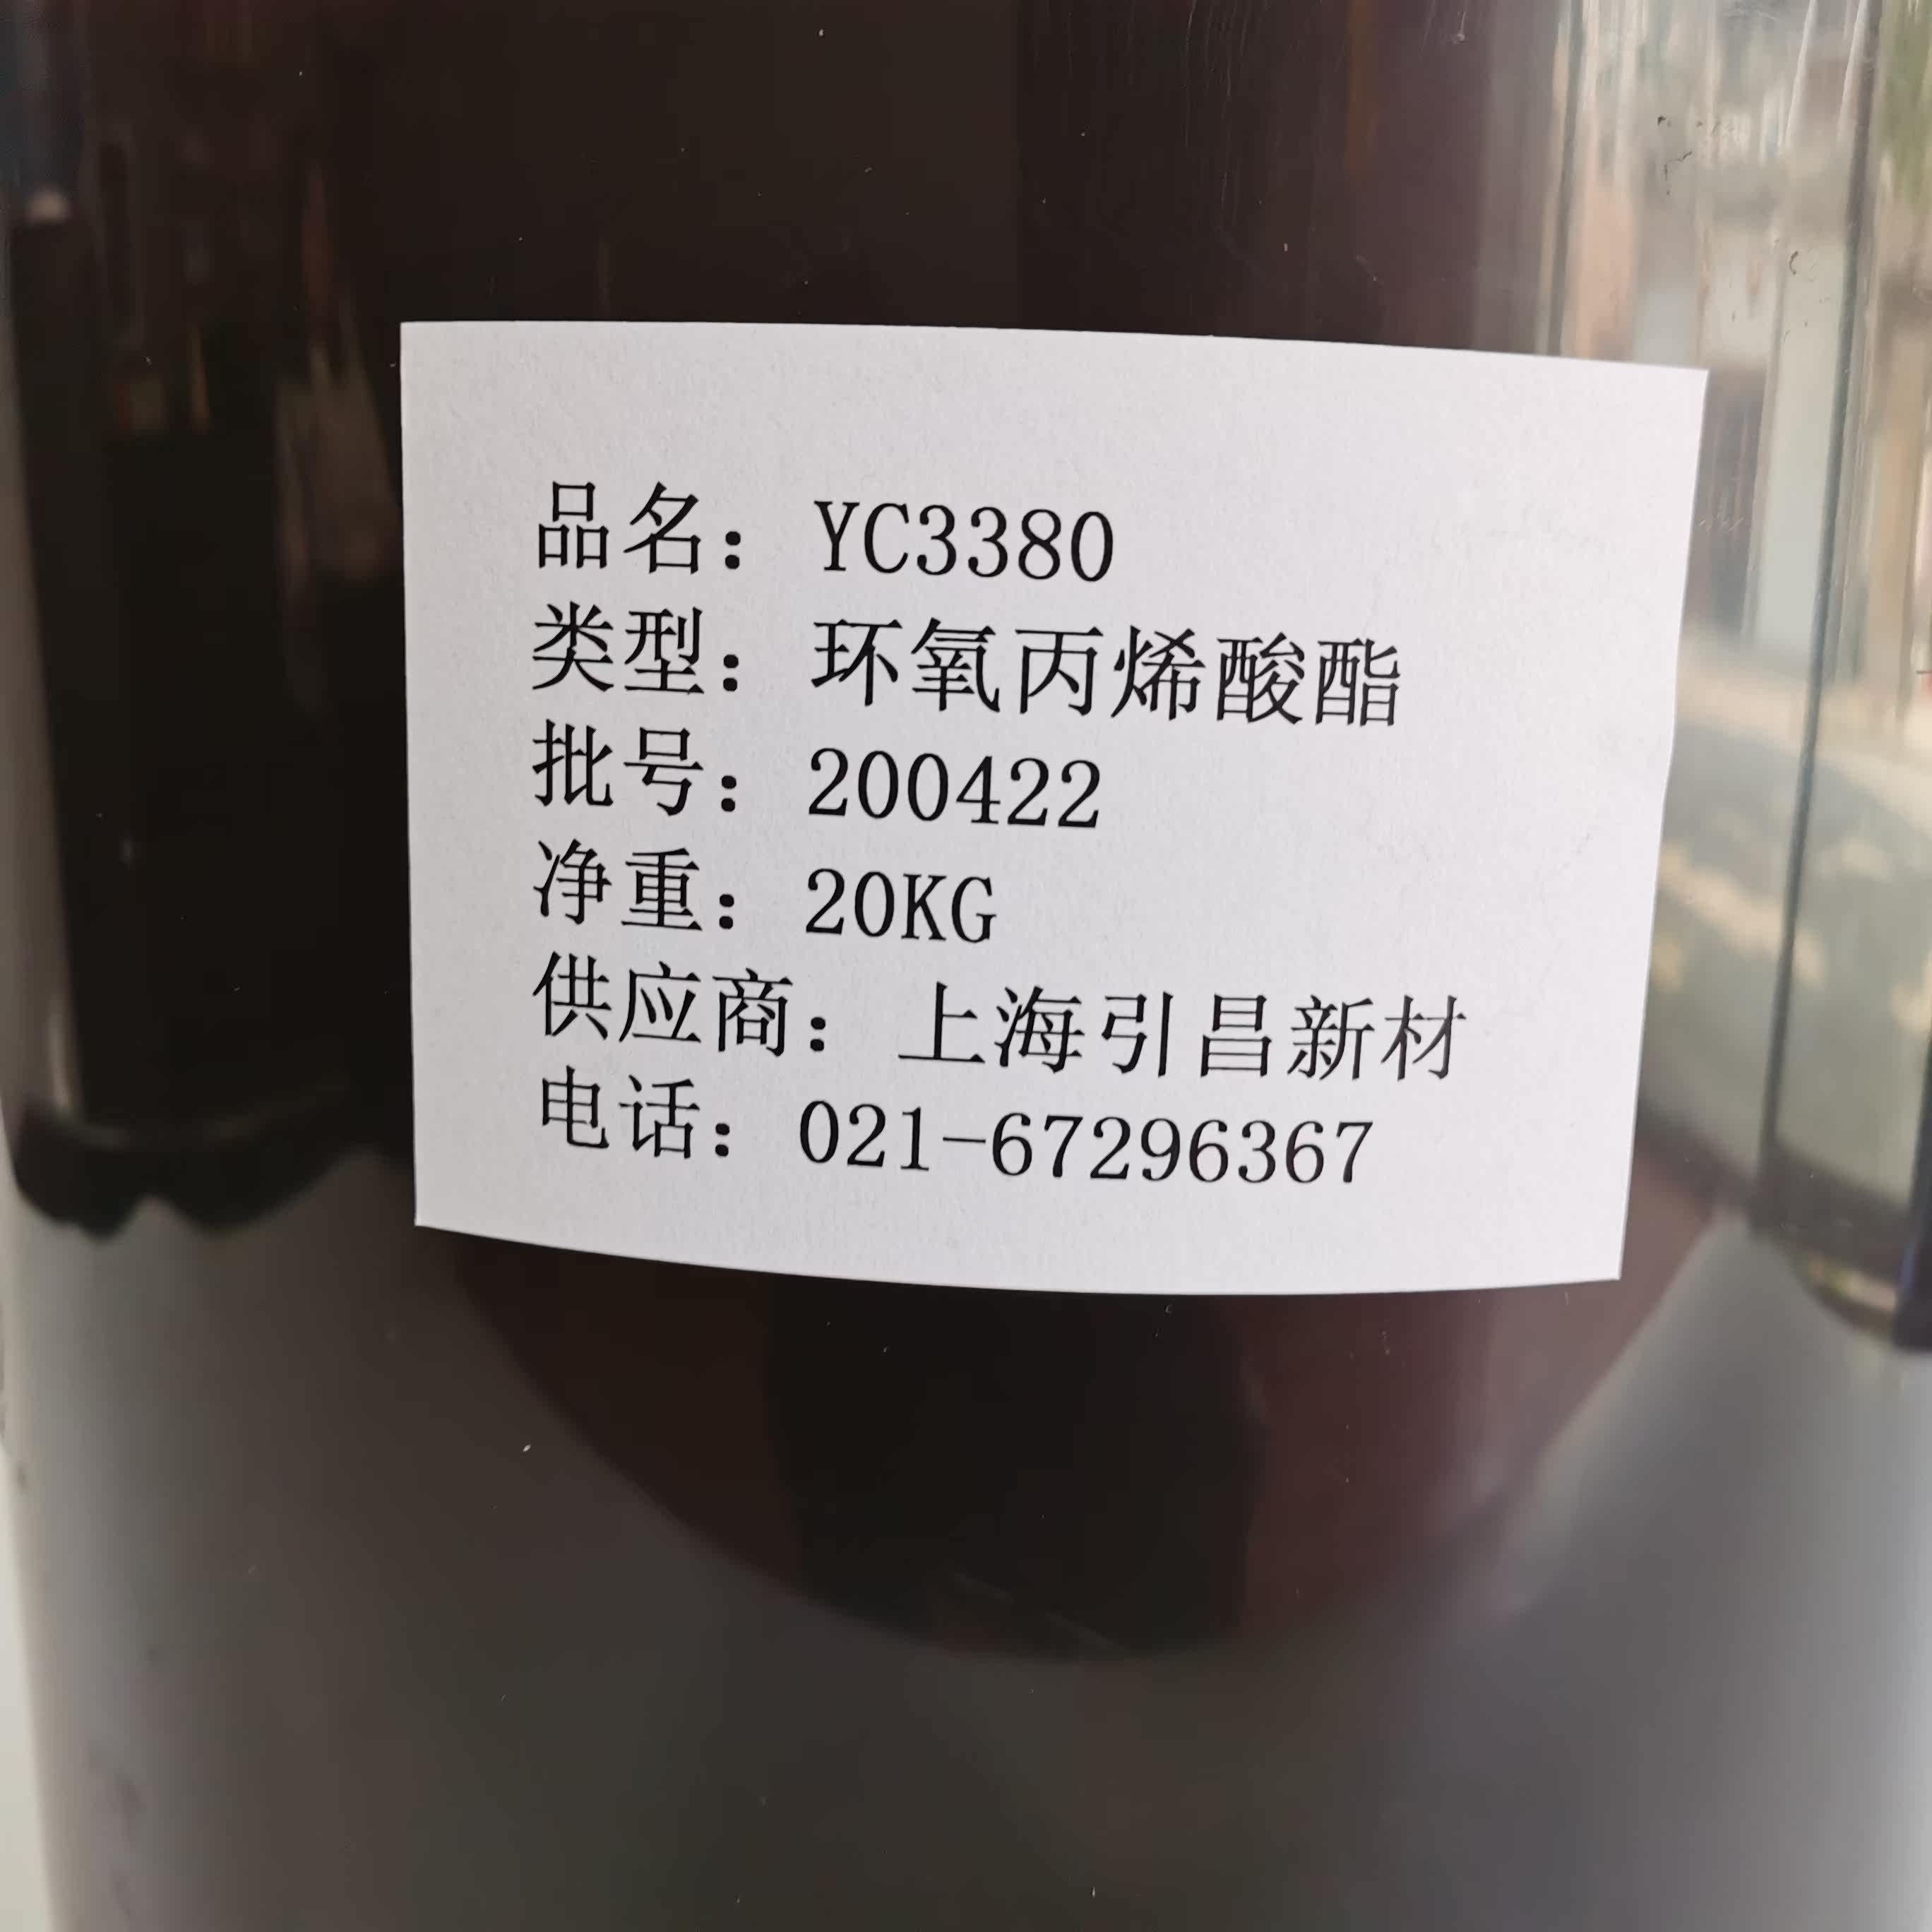 品名： YC3380
类型： 环氧丙烯酸酯
批号： 200422
净重： 20KG
供应商： 上海引昌新材
电话： 021-67296367